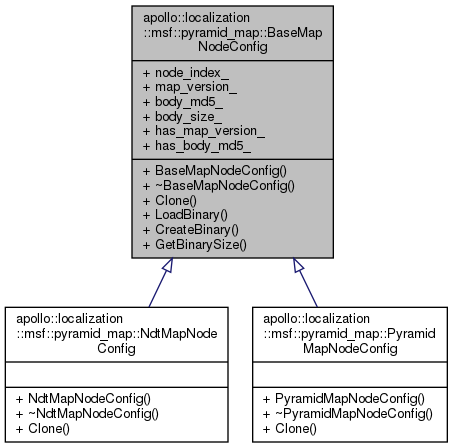 apollo::localization
::msf::pyramid_map::BaseMap
NodeConfig
+ node_index_
+ map_version_
+ body_md5_
+ body_size_
+ has_map_version_
+ has_body_md5_
+ BaseMapNodeConfig()
+ ~BaseMapNodeConfig()
+ Clone()
+ LoadBinary()
+ CreateBinary()
+ GetBinarySize()
apollo::localization
::msf::pyramid_map::NdtMapNode
Config
+ NdtMapNodeConfig()
+ ~NdtMapNodeConfig()
+ Clone()
apollo::localization
::msf::pyramid_map::Pyramid
MapNodeConfig
+ PyramidMapNodeConfig()
+ ~PyramidMapNodeConfig()
+ Clone()